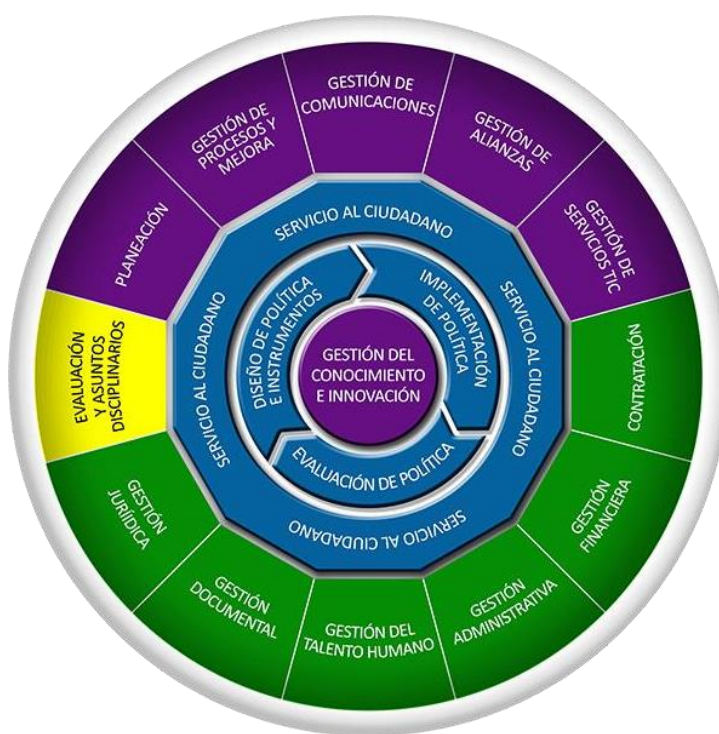 GESTIÓN DE
COMUNICACIONES
GESTIÓN DE
ALIANZAS
GESTIÓN DE
SERVICIOS TIC
CONTRATACIÓN
GESTIÓN
FINANCIERA
GESTIÓN
ADMINISTRATIVA
GESTIÓN DEL
TALENTO HUMANO
GESTIÓN
DOCUMENTAL
GESTIÓN
JURÍIDICA
EVALUACIÓN
Y ASUNTOS
DISCIPLINARIOS
PLANEACIÓN
GESTIÓN DE
PROCESOS Y
MEJORA
SERVICIO AL CIUDADANO
SERVICIO AL CIUDADANO
SERVICIO AL CIUDADANO
SERVICIO AL CIUDADANO
DISEÑO DE POLÍTICA
E INSTRUMENTOS
IMPLEMENTACIÓN
DE POLÍTICA
EVALUACIÓN DE POLÍTICA
GESTIÓN DEL
CONOCIMIENTO
E INNOVACIÓN